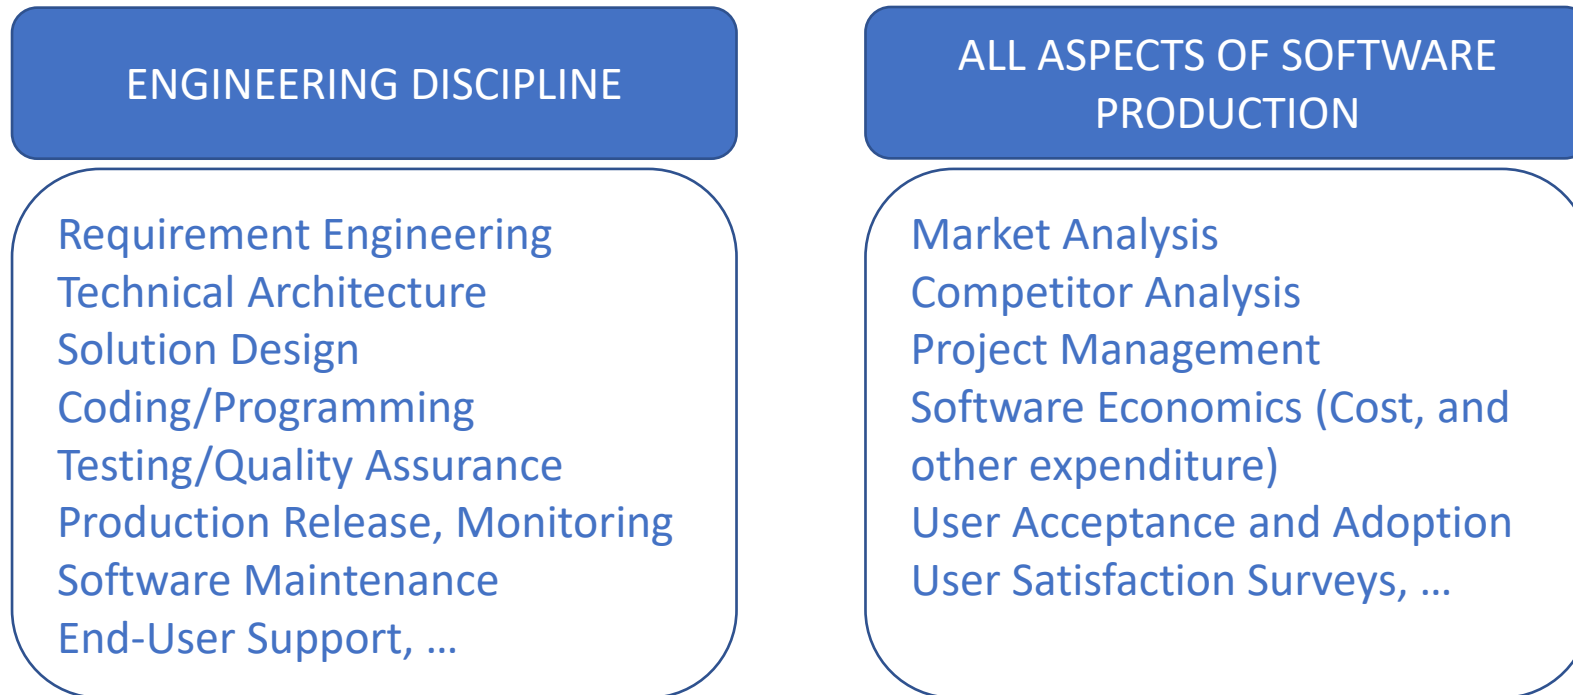 ENGINEERING DISCIPLINE
Requirement Engineering
Technical Architecture
Solution Design
Coding/Programming
Testing/Quality Assurance
Production Release, Monitoring
Software Maintenance
End-User Support, …
ALL ASPECTS OF SOFTWARE
PRODUCTION
Market Analysis
Competitor Analysis
Project Management
Software Economics (Cost, and
other expenditure)
User Acceptance and Adoption
User Satisfaction Surveys, …